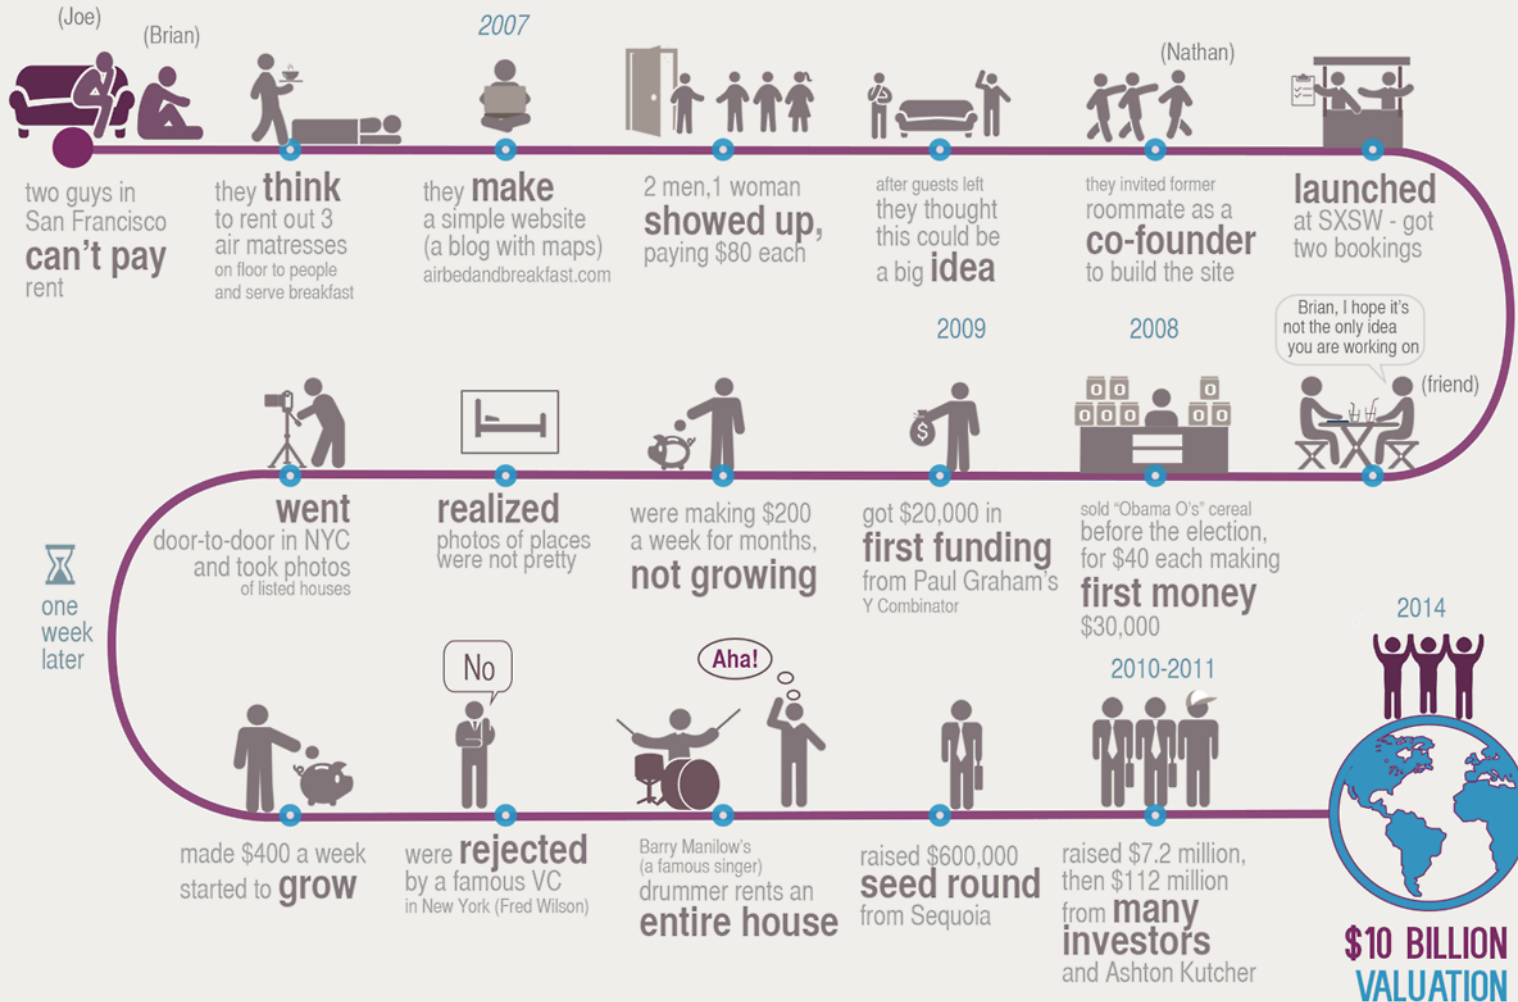 (Joe)
(Brian)
two guys in
San Francisco
can't pay
rent
they think
to rent out 3
air matresses
on floor to people
and serve breakfast
2007
they make
a simple website
(a blog with maps)
airbedandbreakfast.com
2 men,1 woman
showed up,
paying $80 each
after guests left
they thought
this could be
a big idea
(Nathan)
they invited former
roommate as a
co-founder
to build the site
launched
at SXSW - got
two bookings
Brian, I hope it's
not the only idea
you are working on
(friend)
2008
O O O
O O O O O
sold "Obama O's" cereal
before the election,
for $40 each making
first money
$30,000
2009
$
got $20,000 in
first funding
from Paul Graham's
Y Combinator
were making $200
a week for months,
not growing
realized
photos of places
were not pretty
went
door-to-door in NYC
and took photos
of listed houses
one
week
later
made $400 a week
started to grow
No
were rejected
by a famous VC
in New York (Fred Wilson)
Aha!
Barry Manilow's
(a famous singer)
drummer rents an
entire house
raised $600,000
seed round
from Sequoia
2010-2011
raised $7.2 million,
then $112 million
from many
investors
and Ashton Kutcher
2014
$10 BILLION
VALUATION